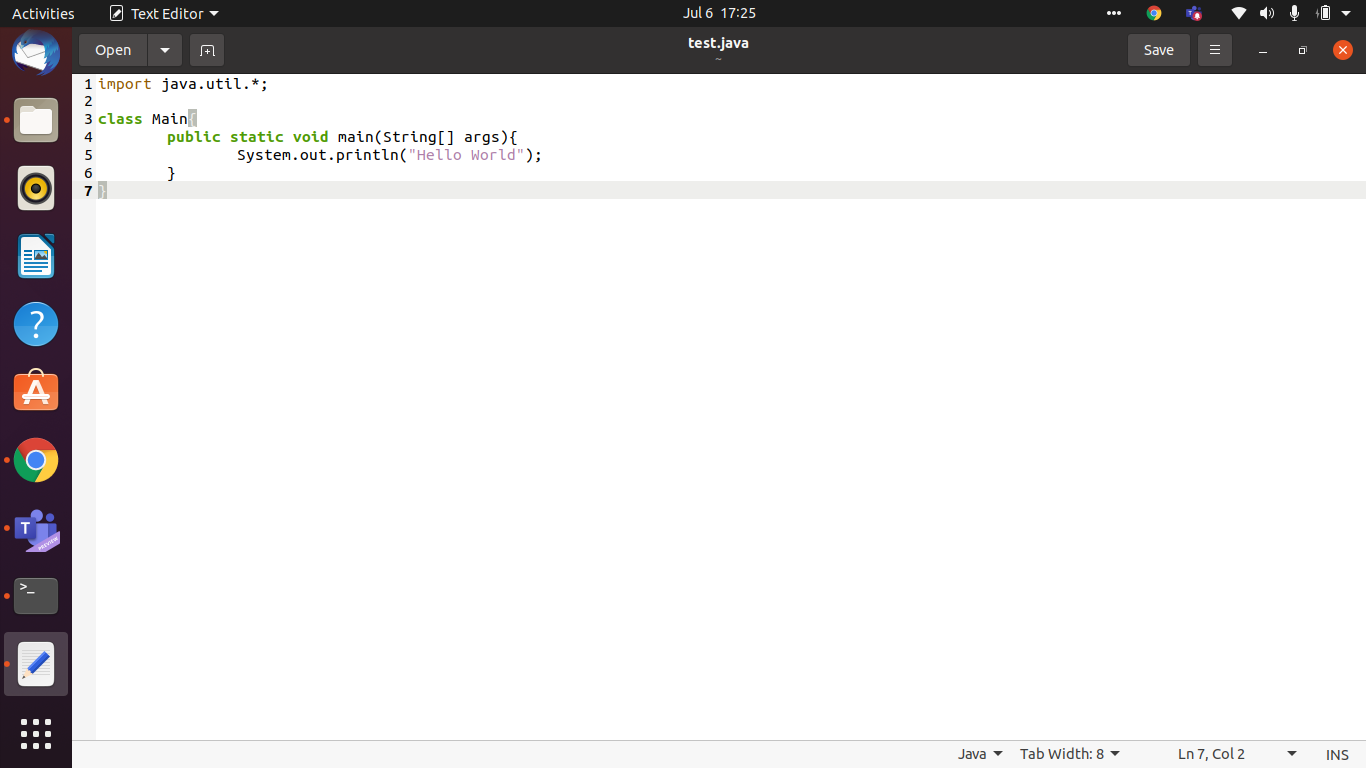 Activities Text Editor Jul 6 17:25
Open test.java Save
~
1 import java.util.*;
2
3 class Main{
4 public static void main(String[] args){
5 System.out.println("Hello World");
6 }
7 }
T
PREVIEW
>_
Java Tab Width: 8 Ln 7, Col 2 INS